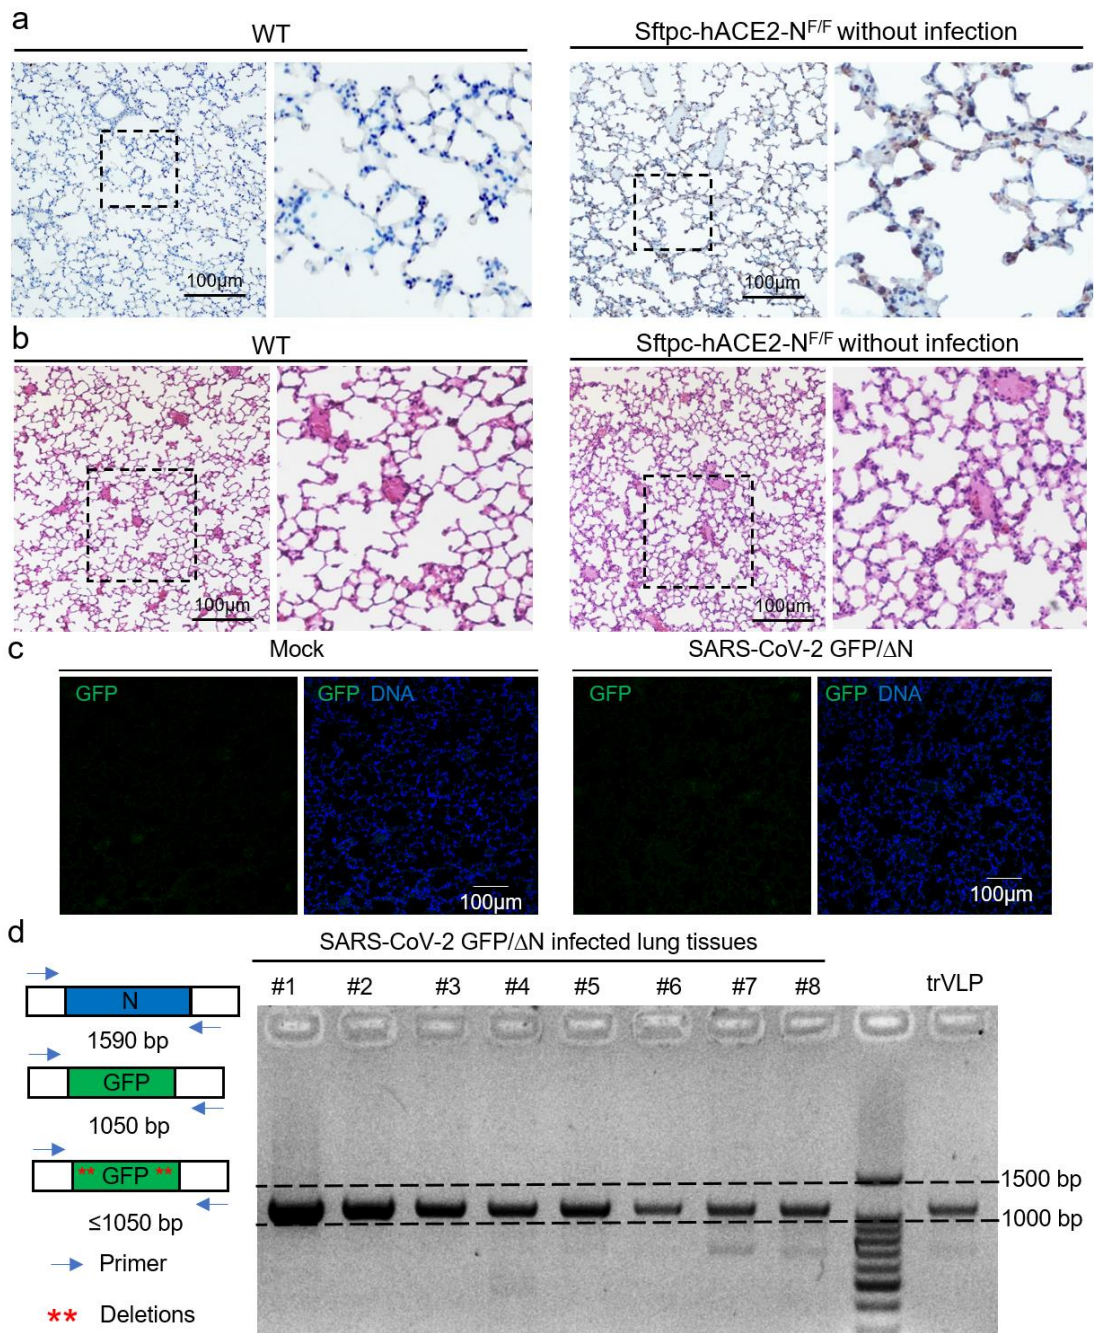 a
WT
Sftpc-hACE2-N^F/F without infection
100μm
100μm
b
WT
Sftpc-hACE2-N^F/F without infection
100μm
100μm
c
Mock
SARS-CoV-2 GFP/ΔN
GFP
GFP DNA
GFP
GFP DNA
100μm
100μm
d
SARS-CoV-2 GFP/ΔN infected lung tissues
#1 #2 #3 #4 #5 #6 #7 #8 trVLP
N
1590 bp
GFP
1050 bp
** GFP **
≤1050 bp
Primer
** Deletions
1500 bp
1000 bp